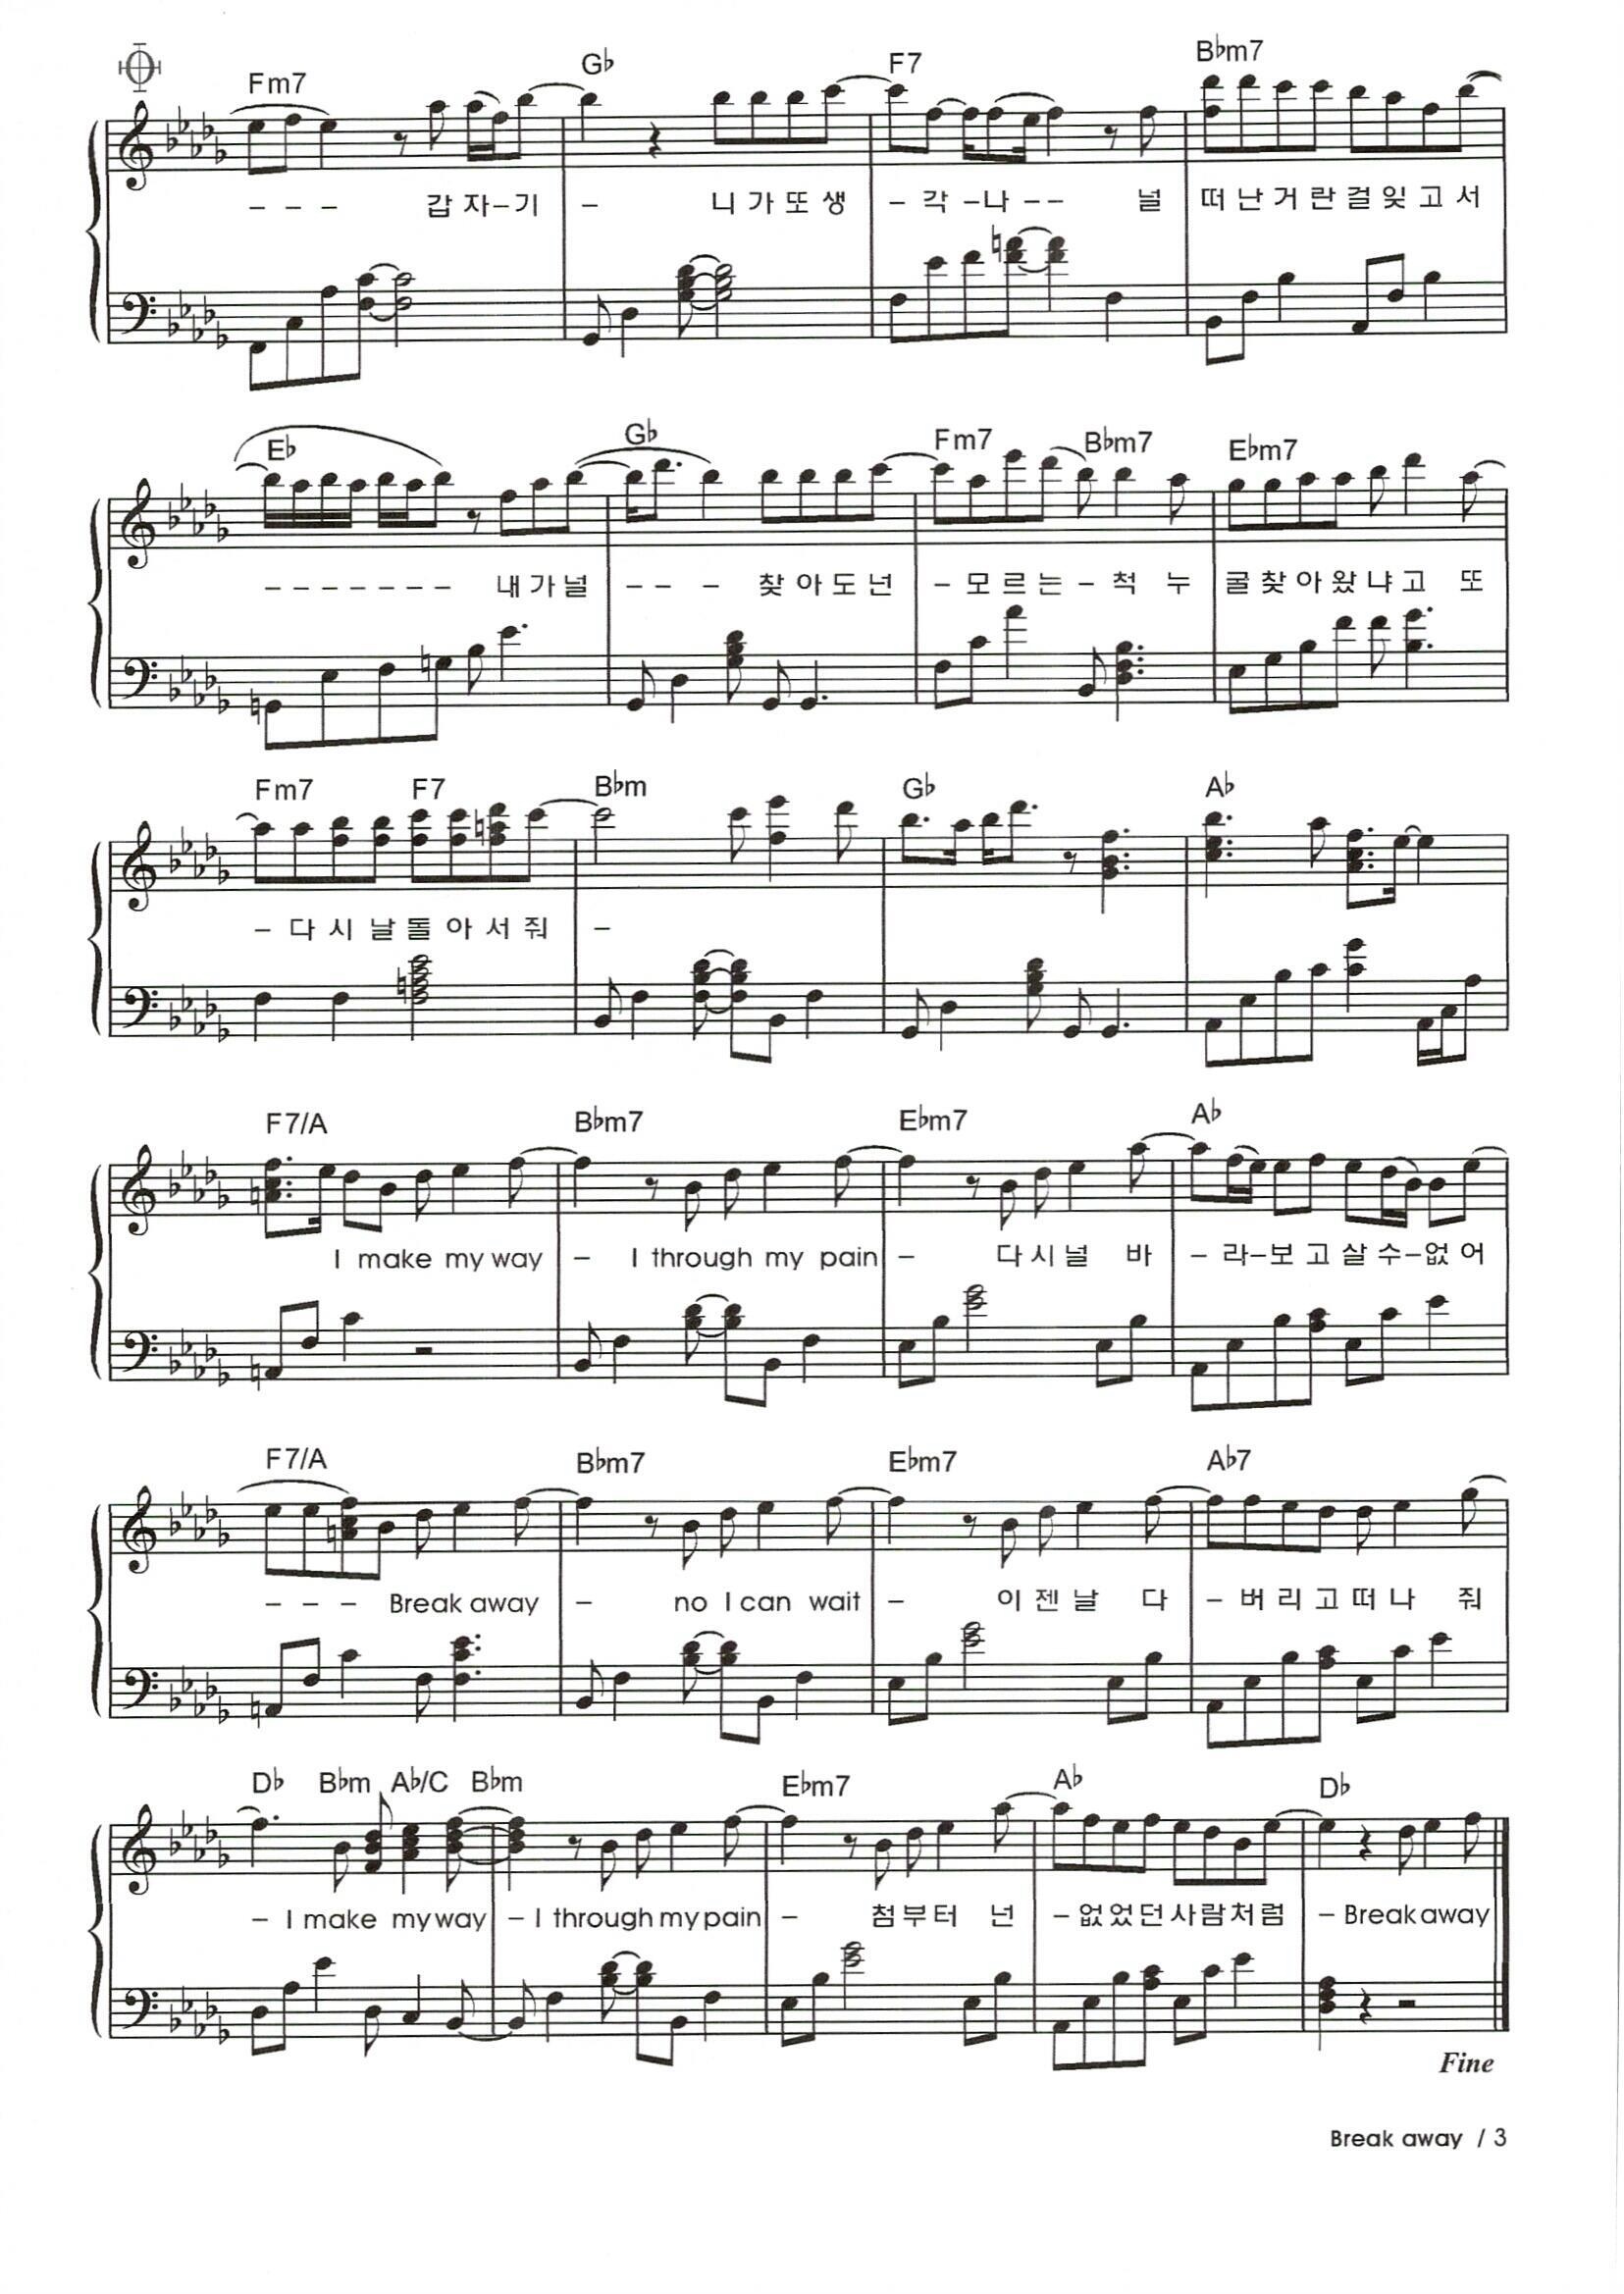 Fm7 G♭ F7 B♭m7
- - - 갑 자-기 - 니 가 또 생 - 각 -나 -- 널 떠 난 거 란 걸 잊 고 서
E♭ G♭ Fm7 B♭m7 E♭m7
- - - - - - - 내 가 널 - - - 찾 아 도 넌 - 모 르 는 - 척 누 굴 찾 아 왔 냐 고 또
Fm7 F7 B♭m G♭ A♭
- 다 시 날 돌 아 서 줘 -
F7/A B♭m7 E♭m7 A♭
I make my way - I through my pain - 다 시 널 바 - 라-보 고 살 수-없 어
F7/A B♭m7 E♭m7 A♭7
- - - Break away - no I can wait - 이 젠 날 다 - 버 리 고 떠 나 줘
D♭ B♭m A♭/C B♭m E♭m7 A♭ D♭
- I make my way - I through my pain - 첨 부 터 넌 - 없 었 던 사 람 처 럼 - Break away
Fine
Break away / 3